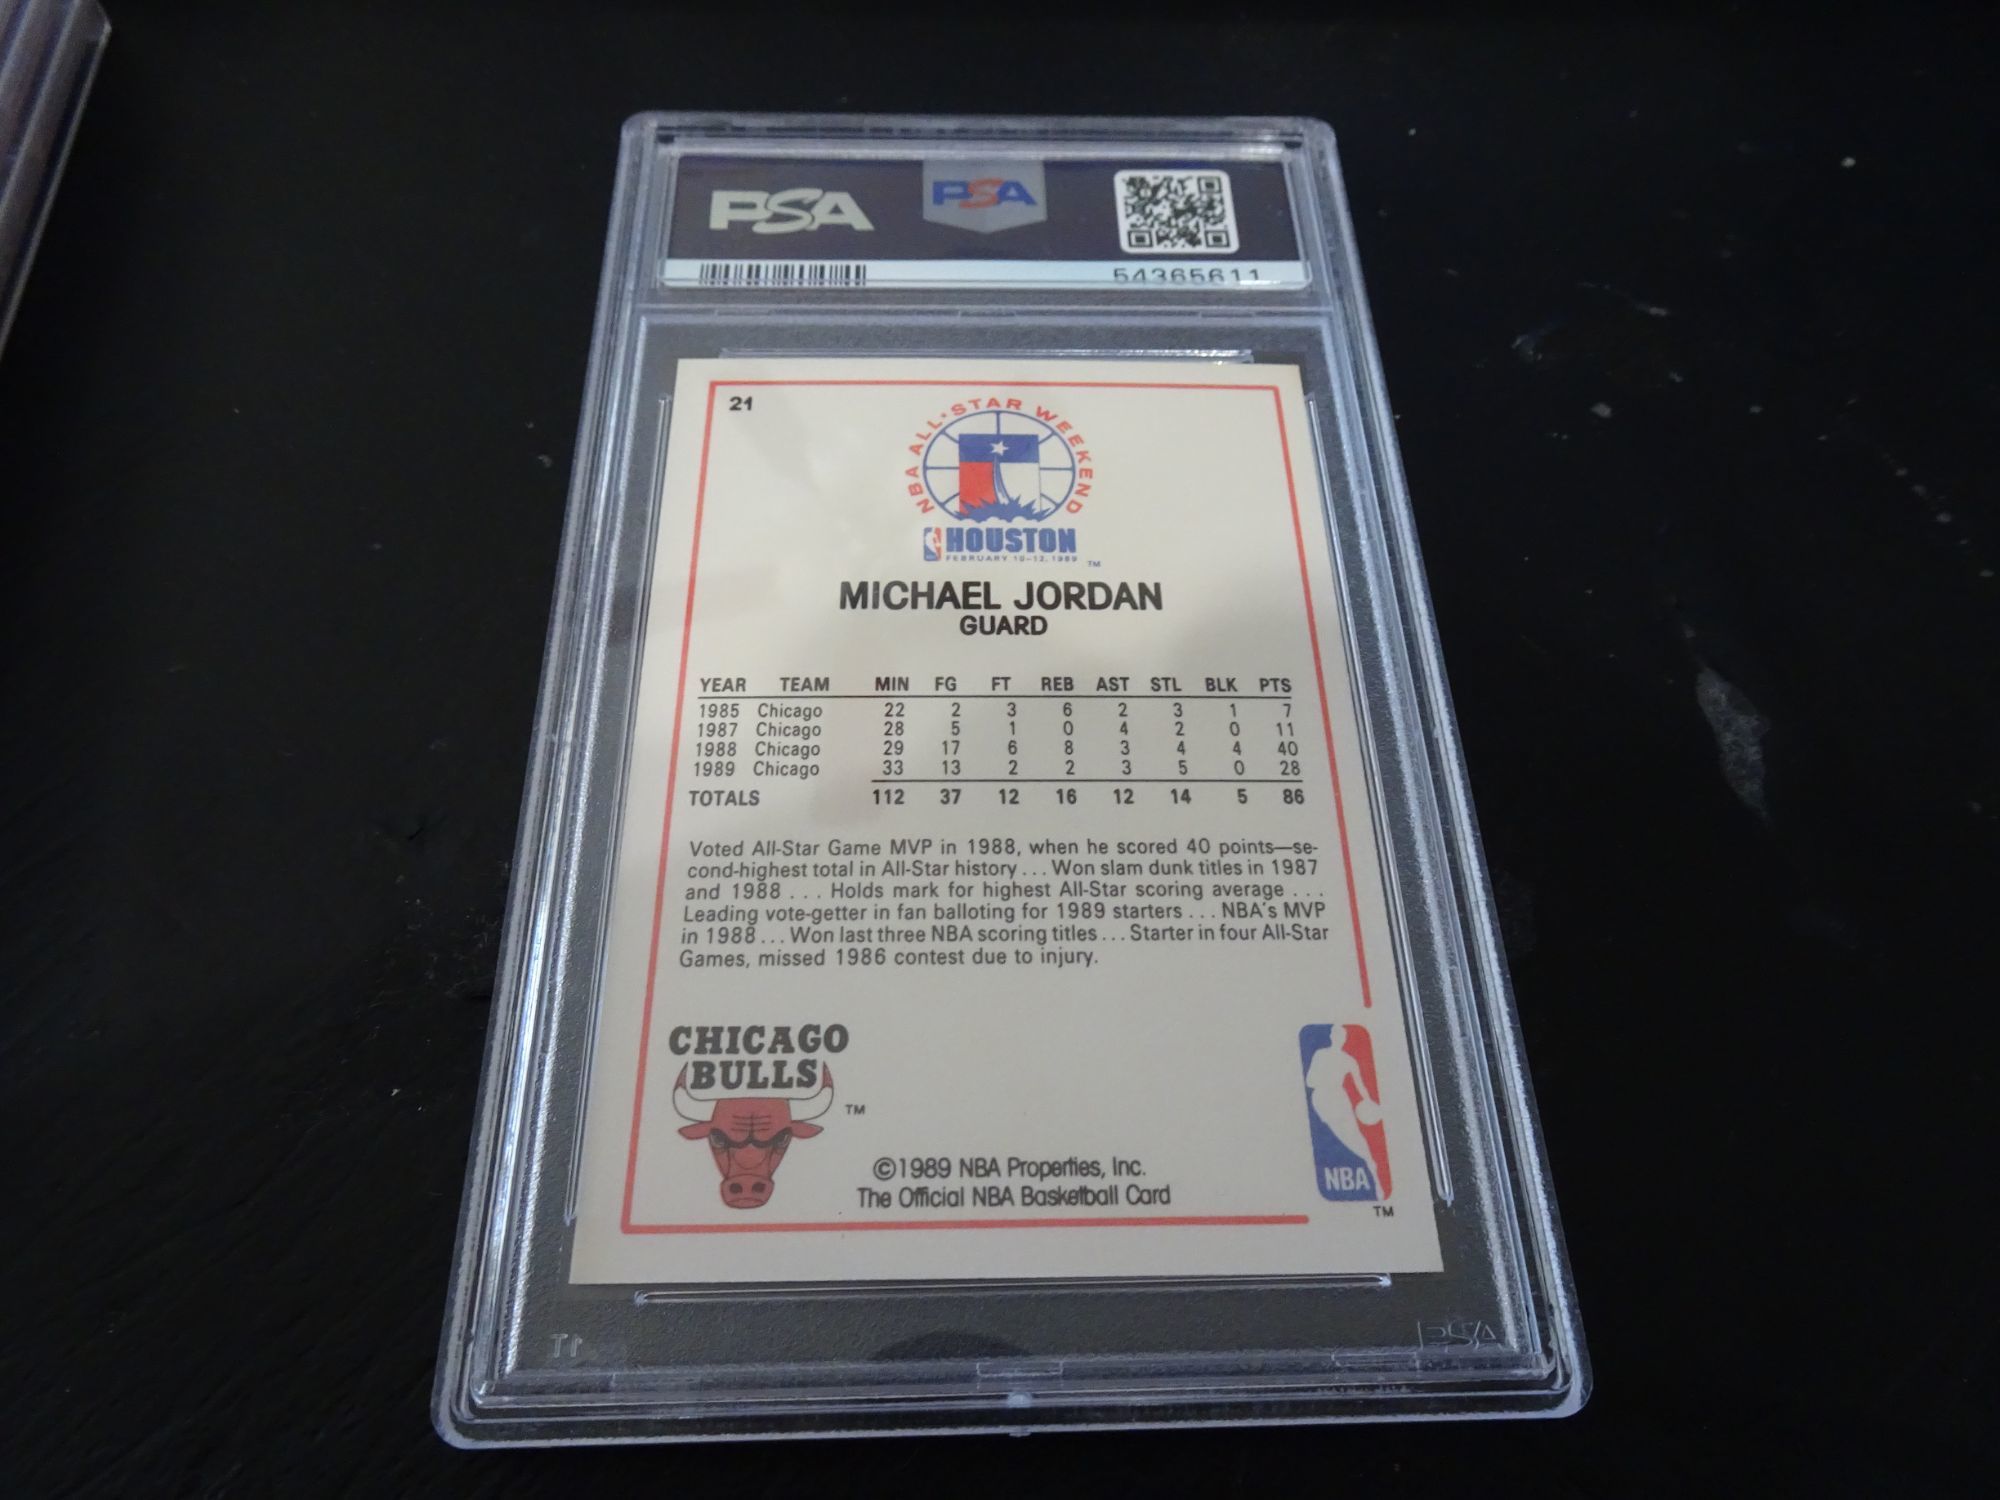 PSA PSA
54365611
21
NBA ALL★STAR WEEKEND
HOUSTON
FEBRUARY 10-12, 1989 TM
MICHAEL JORDAN
GUARD
YEAR TEAM MIN FG FT REB AST STL BLK PTS
1985 Chicago 22 2 3 6 2 3 1 7
1987 Chicago 28 5 1 0 4 2 0 11
1988 Chicago 29 17 6 8 3 4 4 40
1989 Chicago 33 13 2 2 3 5 0 28
TOTALS 112 37 12 16 12 14 5 86
Voted All-Star Game MVP in 1988, when he scored 40 points—se-
cond-highest total in All-Star history . . . Won slam dunk titles in 1987
and 1988 . . . Holds mark for highest All-Star scoring average . . .
Leading vote-getter in fan balloting for 1989 starters . . . NBA's MVP
in 1988 . . . Won last three NBA scoring titles . . . Starter in four All-Star
Games, missed 1986 contest due to injury.
CHICAGO
BULLS
TM
©1989 NBA Properties, Inc.
The Official NBA Basketball Card
NBA
TM
PSA